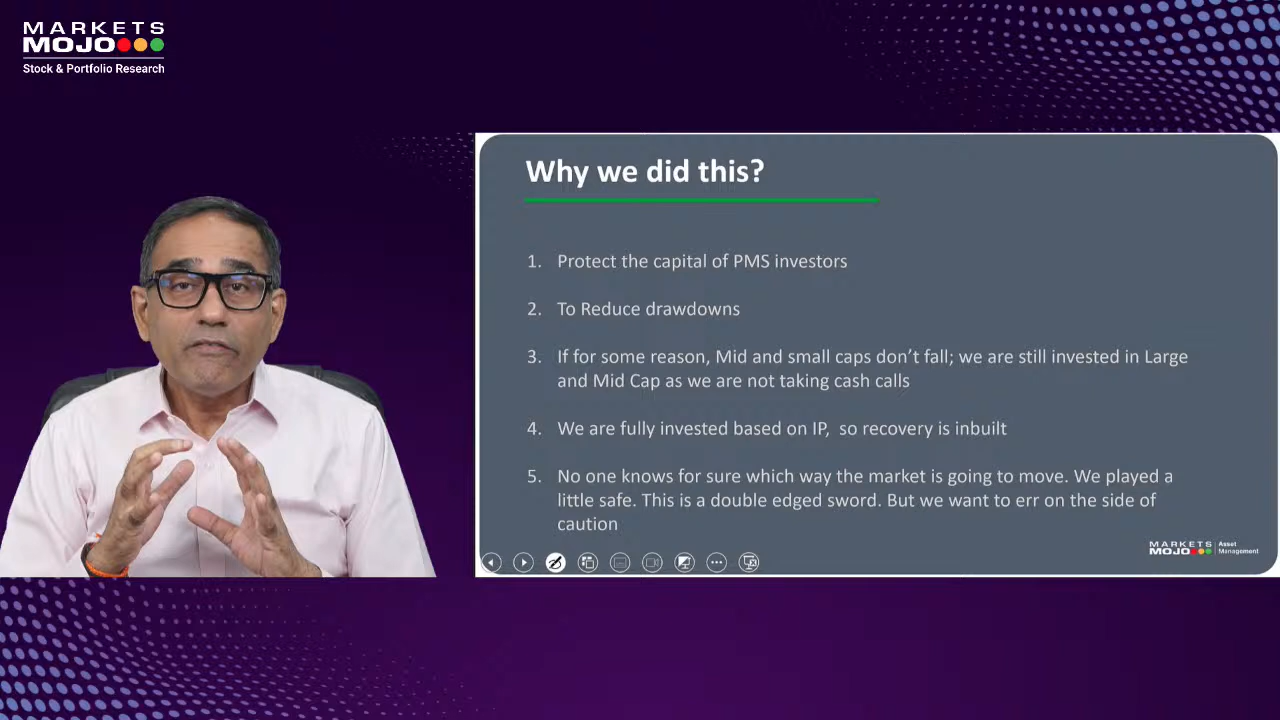 MARKETS
MOJO
Stock & Portfolio Research
Why we did this?
1. Protect the capital of PMS investors
2. To Reduce drawdowns
3. If for some reason, Mid and small caps don’t fall; we are still invested in Large
and Mid Cap as we are not taking cash calls
4. We are fully invested based on IP, so recovery is inbuilt
5. No one knows for sure which way the market is going to move. We played a
little safe. This is a double edged sword. But we want to err on the side of
caution
MARKETS
MOJO
Asset
Management